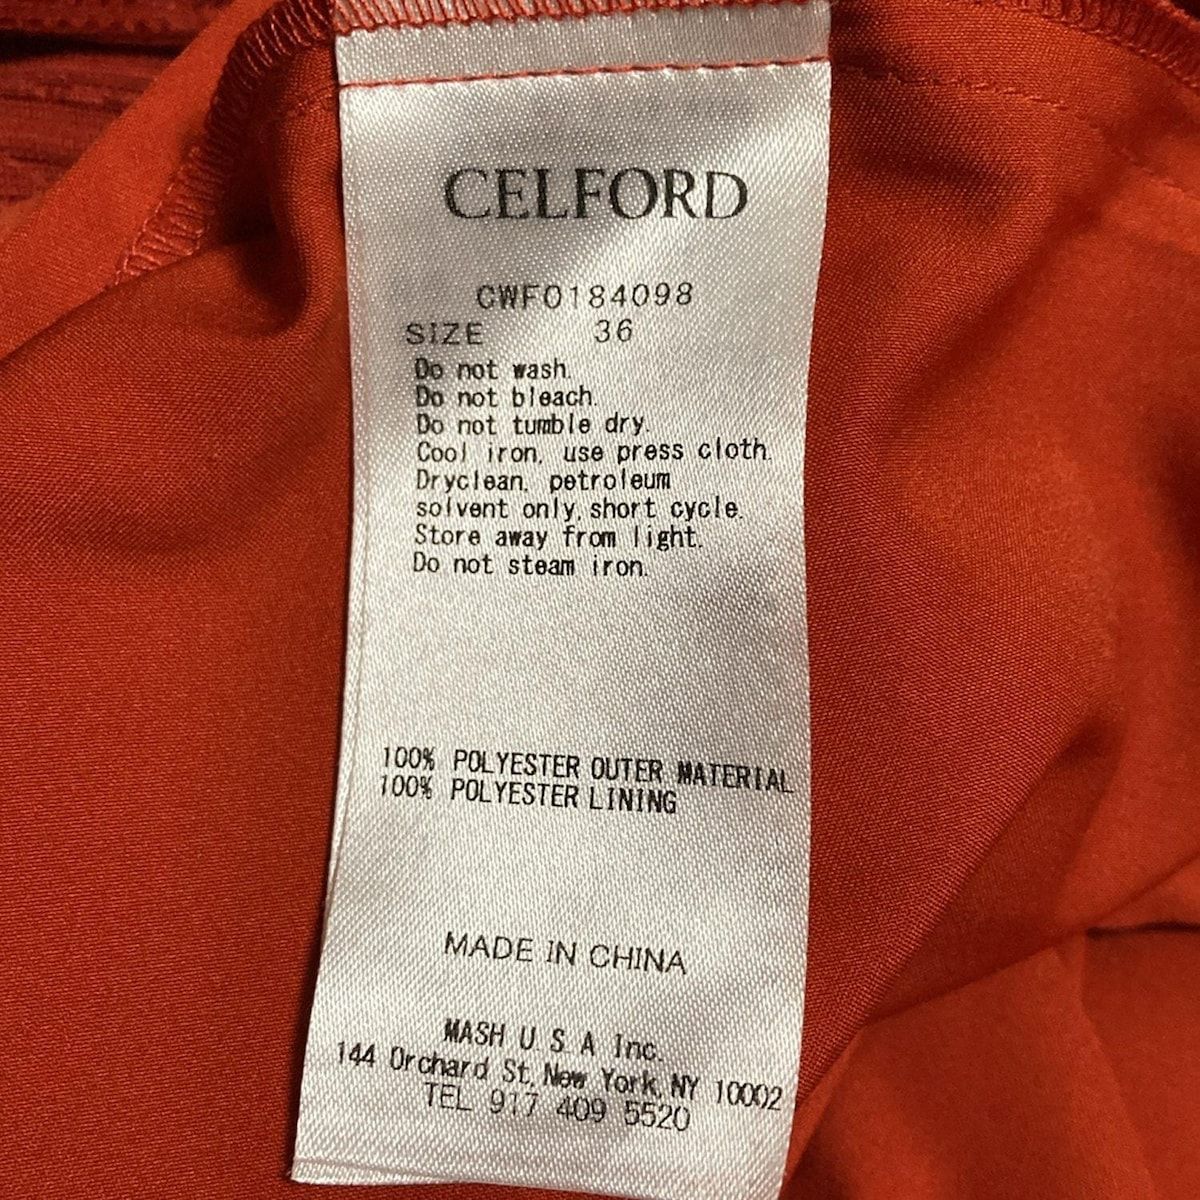 CELFORD
CWF0184098
SIZE 36
Do not wash.
Do not bleach.
Do not tumble dry.
Cool iron, use press cloth.
Dryclean, petroleum
solvent only, short cycle.
Store away from light.
Do not steam iron.
100% POLYESTER OUTER MATERIAL
100% POLYESTER LINING
MADE IN CHINA
MASH U.S.A Inc.
144 Orchard St, New York, NY 10002
TEL 917 409 5520